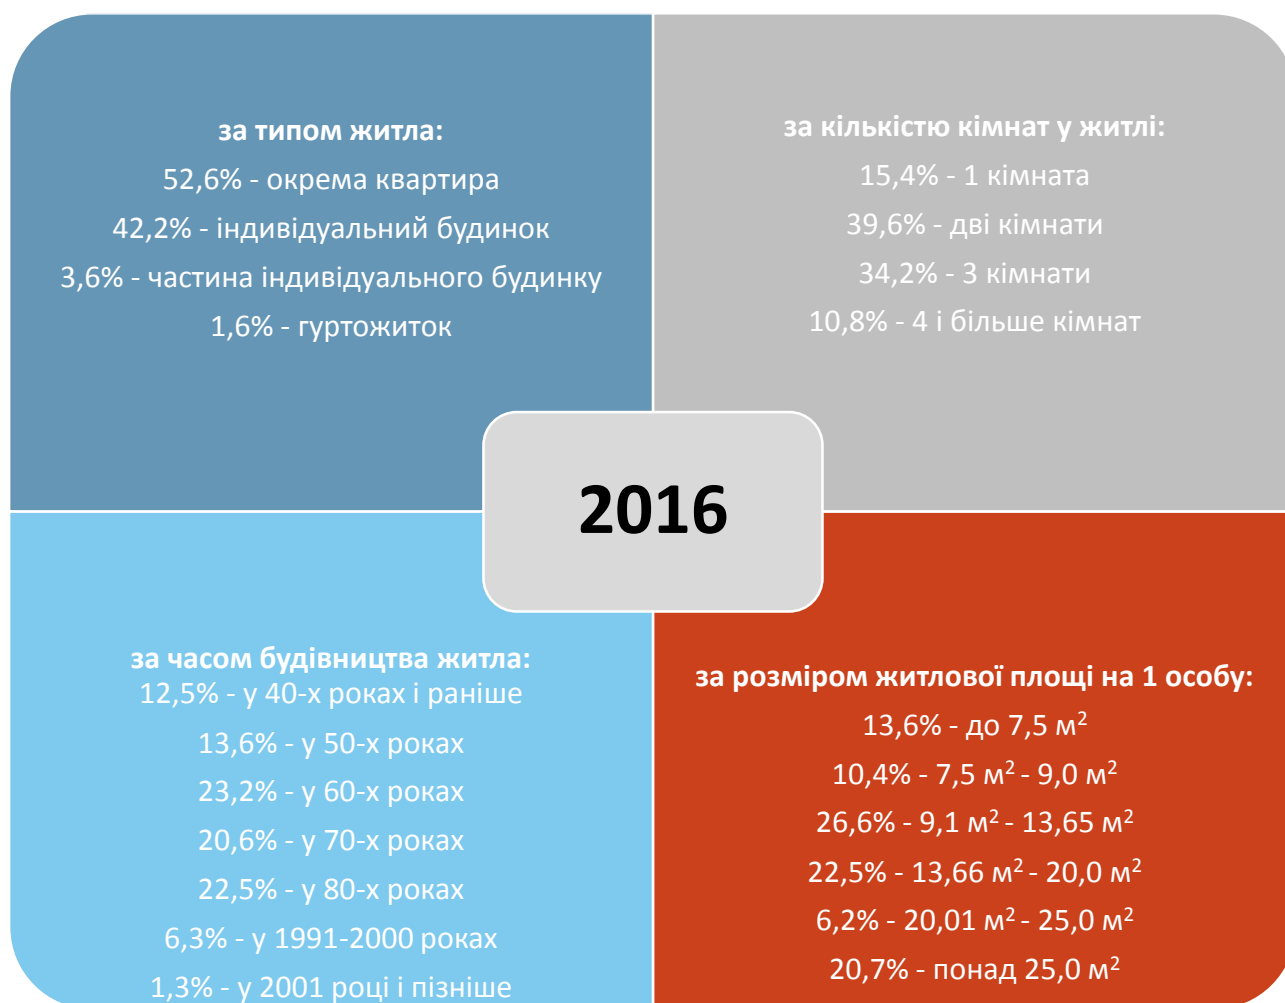 за типом житла:
52,6% - окрема квартира
42,2% - індивідуальний будинок
3,6% - частина індивідуального будинку
1,6% - гуртожиток
за кількістю кімнат у житлі:
15,4% - 1 кімната
39,6% - дві кімнати
34,2% - 3 кімнати
10,8% - 4 і більше кімнат
2016
за часом будівництва житла:
12,5% - у 40-х роках і раніше
13,6% - у 50-х роках
23,2% - у 60-х роках
20,6% - у 70-х роках
22,5% - у 80-х роках
6,3% - у 1991-2000 роках
1,3% - у 2001 році і пізніше
за розміром житлової площі на 1 особу:
13,6% - до 7,5 м²
10,4% - 7,5 м² - 9,0 м²
26,6% - 9,1 м² - 13,65 м²
22,5% - 13,66 м² - 20,0 м²
6,2% - 20,01 м² - 25,0 м²
20,7% - понад 25,0 м²